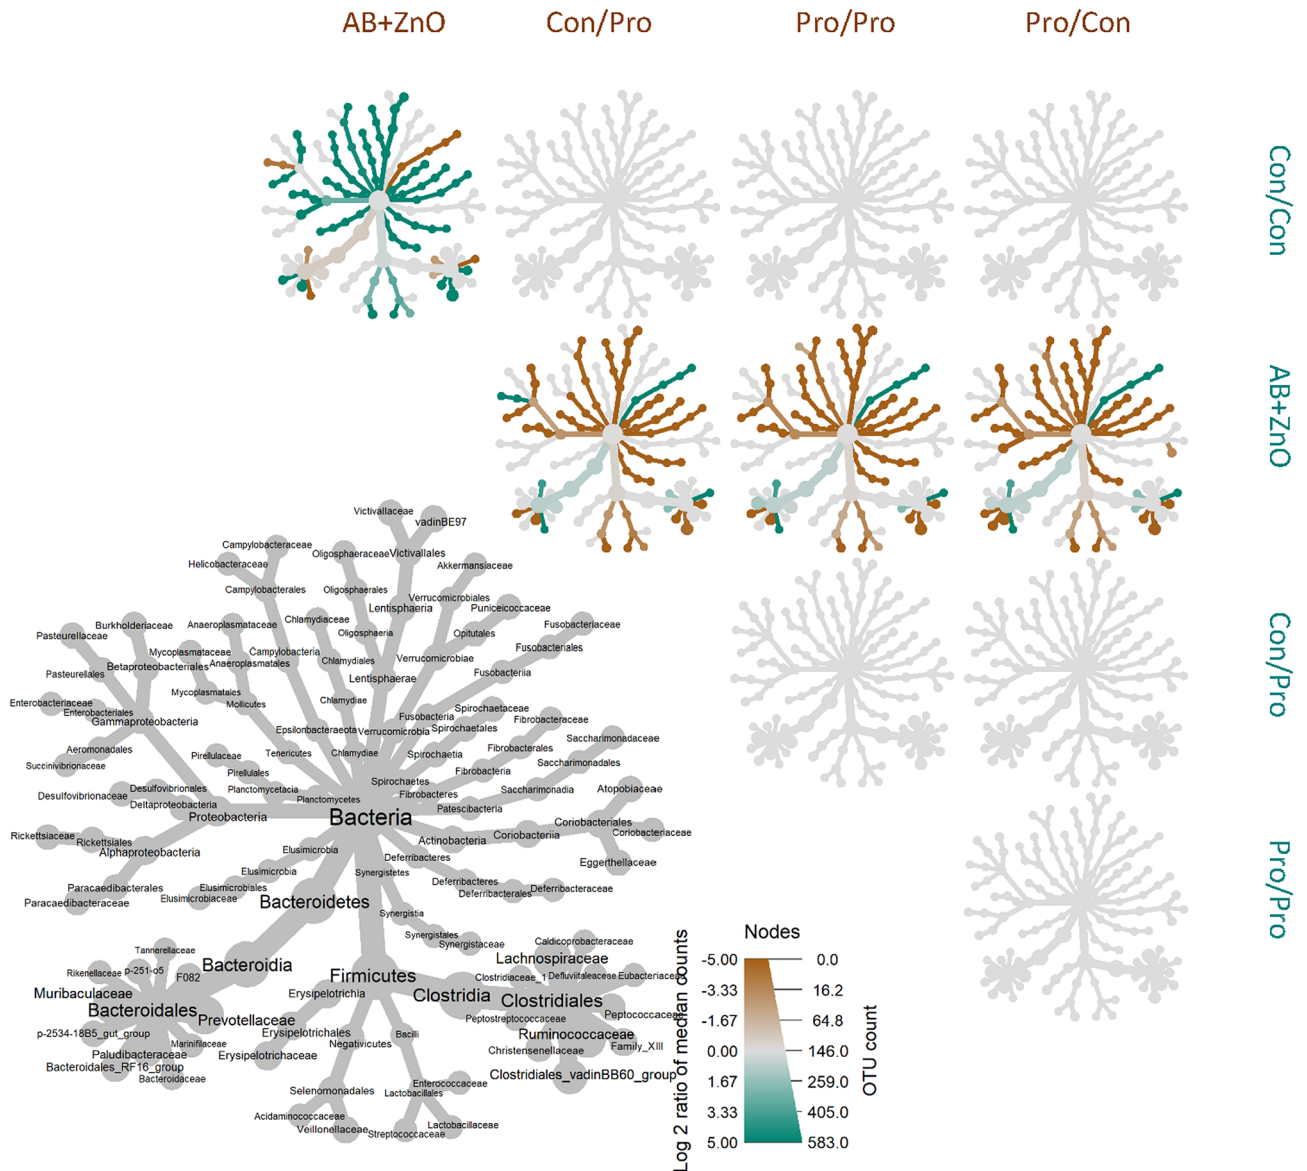 AB+ZnO
Con/Pro
Pro/Pro
Pro/Con
Con/Con
AB+ZnO
Con/Pro
Pro/Pro
Victivallaceae
vadinBE97
Campylobacteraceae
Oligosphaeraceae
Victivallales
Helicobacteraceae
Akkermansiaceae
Campylobacterales
Oligosphaerales
Verrucomicrobiales
Lentisphaeria
Puniceicoccaceae
Pasteurellaceae
Burkholderiaceae
Anaeroplasmataceae
Chlamydiaceae
Oligosphaeria
Opitutales
Fusobacteriaceae
Mycoplasmataceae
Campylobacteria
Fusobacteriales
Betaproteobacteriales
Anaeroplasmatales
Chlamydiales
Verrucomicrobiae
Pasteurellales
Lentisphaerae
Fusobacteriia
Mycoplasmatales
Enterobacteriaceae
Mollicutes
Chlamydiae
Enterobacteriales
Spirochaetaceae
Gammaproteobacteria
Fusobacteria
Fibrobacteraceae
Epsilonbacteraeota
Verrucomicrobia
Spirochaetales
Saccharimonadaceae
Aeromonadales
Pirellulaceae
Tenericutes
Chlamydiae
Spirochaetia
Fibrobacterales
Succinivibrionaceae
Pirellulales
Fibrobacteria
Saccharimonadales
Spirochaetes
Desulfovibrionales
Planctomycetacia
Saccharimonadia
Atopobiaceae
Desulfovibrionaceae
Planctomycetes
Fibrobacteres
Deltaproteobacteria
Patescibacteria
Proteobacteria
Bacteria
Coriobacteriales
Rickettsiaceae
Rickettsiales
Actinobacteria
Coriobacteriia
Coriobacteriaceae
Alphaproteobacteria
Elusimicrobia
Deferribacteres
Eggerthellaceae
Elusimicrobia
Synergistetes
Paracaedibacterales
Elusimicrobiales
Deferribacteres
Deferribacteraceae
Paracaedibacteraceae
Elusimicrobiaceae
Bacteroidetes
Deferribacterales
Synergistia
Synergistales
Synergistaceae
Caldicoprobacteraceae
Tannerellaceae
Lachnospiraceae
Rikenellaceae
p-251-o5
F082
Bacteroidia
Firmicutes
Clostridiaceae_1
Defluviitaleaceae
Eubacteriaceae
Muribaculaceae
Erysipelotrichia
Clostridia
Clostridiales
Bacteroidales
Prevotellaceae
Peptostreptococcaceae
Peptococcaceae
p-2534-18B5_gut_group
Erysipelotrichales
Bacilli
Ruminococcaceae
Marinifilaceae
Negativicutes
Family_XIII
Paludibacteraceae
Erysipelotrichaceae
Christensenellaceae
Bacteroidales_RF16_group
Bacteroidaceae
Clostridiales_vadinBB60_group
Selenomonadales
Enterococcaceae
Lactobacillales
Acidaminococcaceae
Veillonellaceae
Streptococcaceae
Lactobacillaceae
Nodes
Log 2 ratio of median counts
OTU count
-5.00 0.0
-3.33 16.2
-1.67 64.8
0.00 146.0
1.67 259.0
3.33 405.0
5.00 583.0